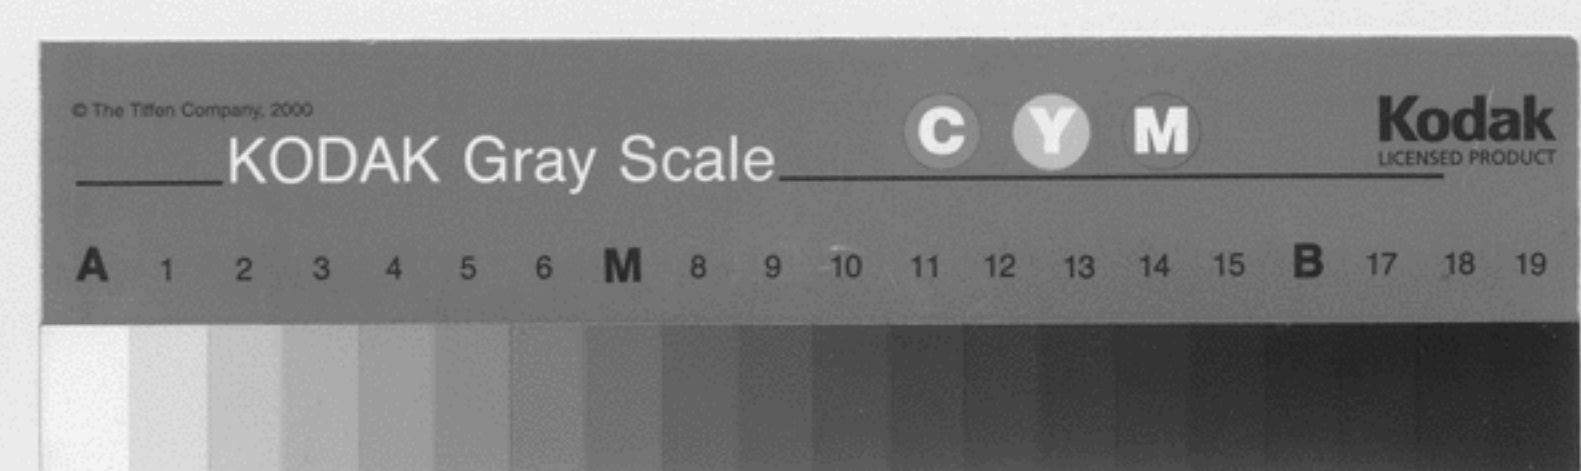 © The Tiffen Company, 2000
KODAK Gray Scale
C Y M
Kodak
LICENSED PRODUCT
A 1 2 3 4 5 6 M 8 9 10 11 12 13 14 15 B 17 18 19